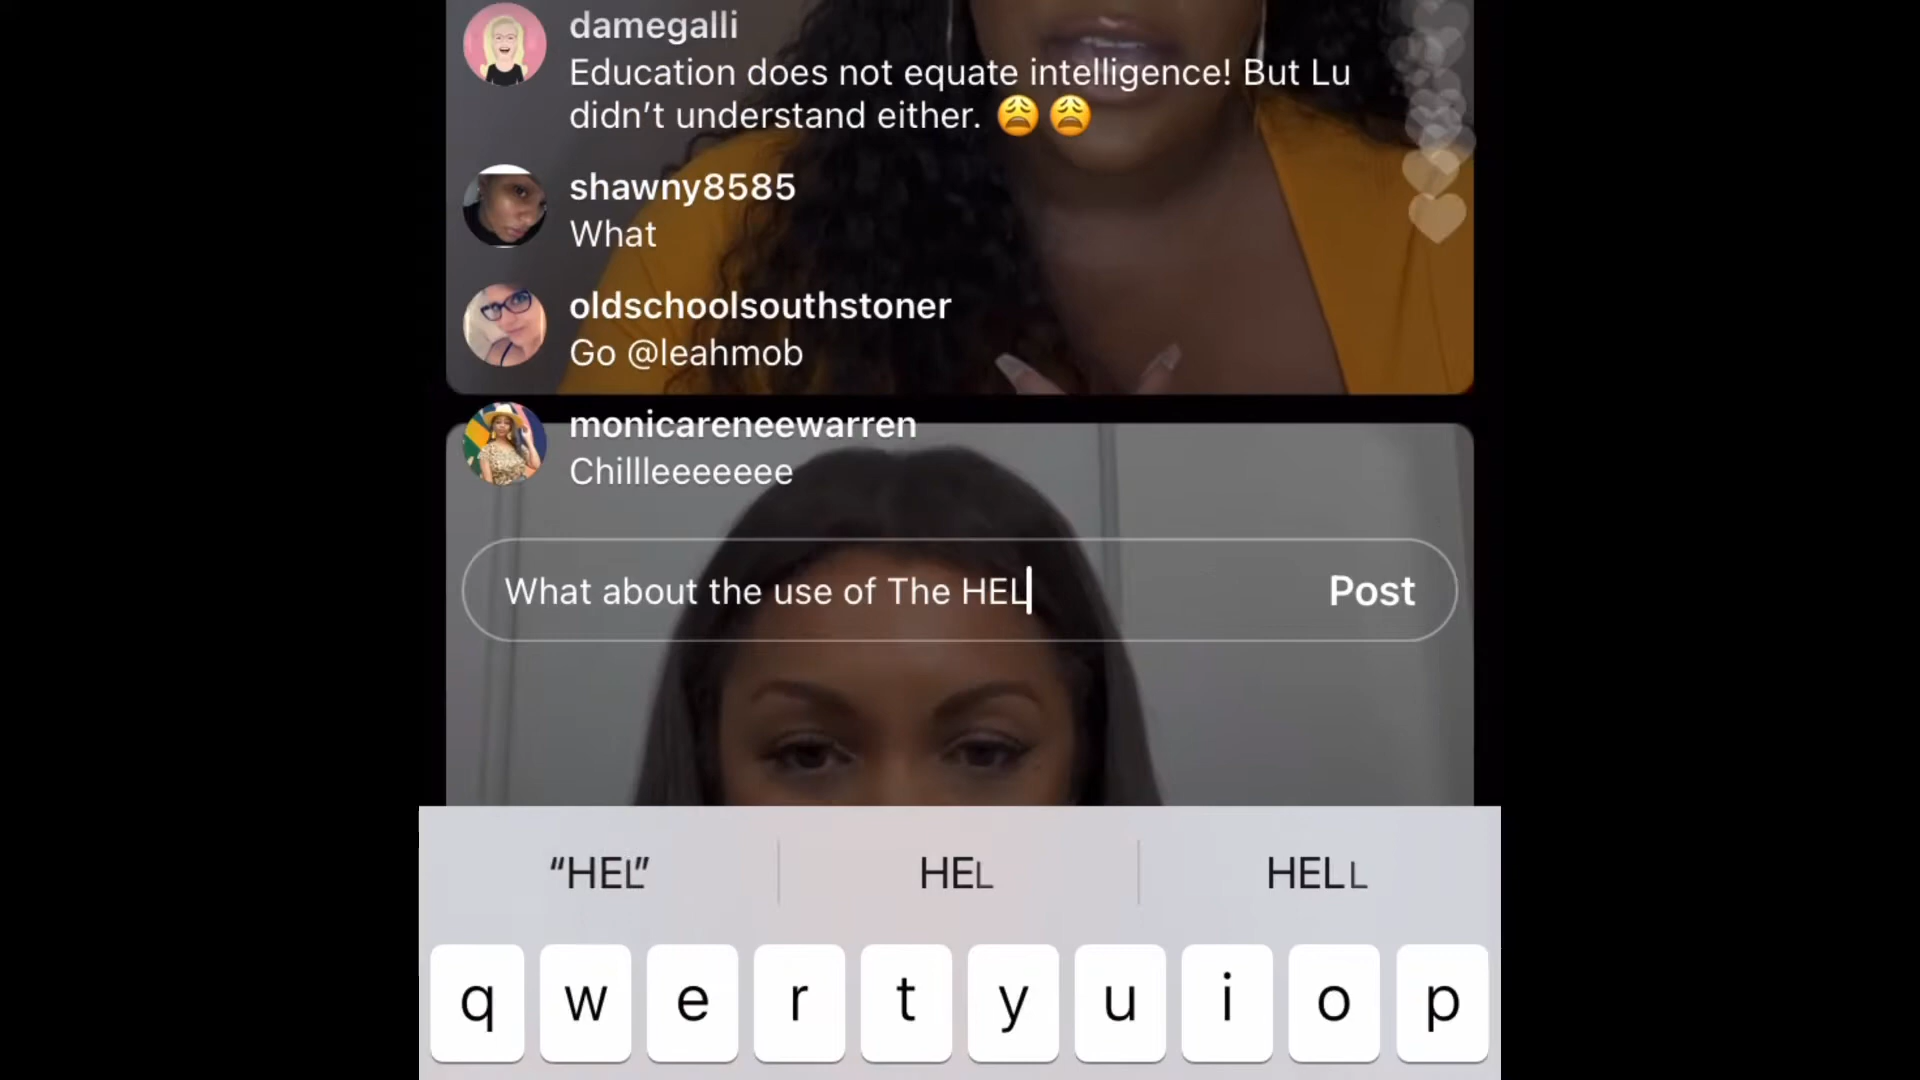 damegalli
Education does not equate intelligence! But Lu
didn’t understand either. 😩 😩
shawny8585
What
oldschoolsouthstoner
Go @leahmob
monicareneewarren
Chillleeeeeee
What about the use of The HEL
Post
“HEL”
HEL
HELL
q w e r t y u i o p